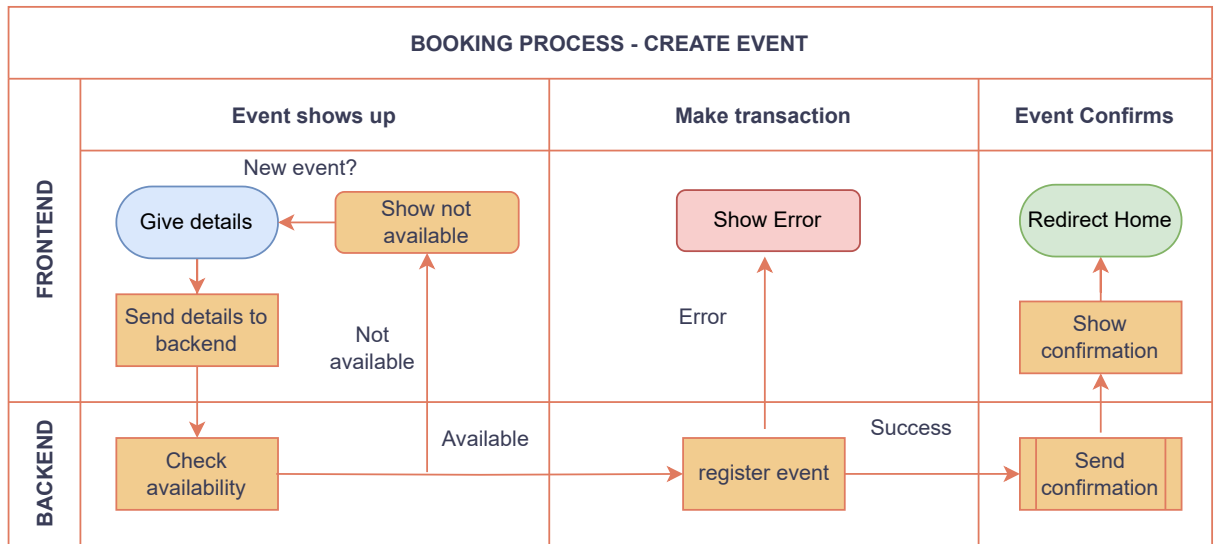 BOOKING PROCESS - CREATE EVENT
Event shows up
Make transaction
Event Confirms
FRONTEND
New event?
Give details
Show not
available
Show Error
Redirect Home
Send details to
backend
Not
available
Error
Show
confirmation
BACKEND
Available
Success
Check
availability
register event
Send
confirmation